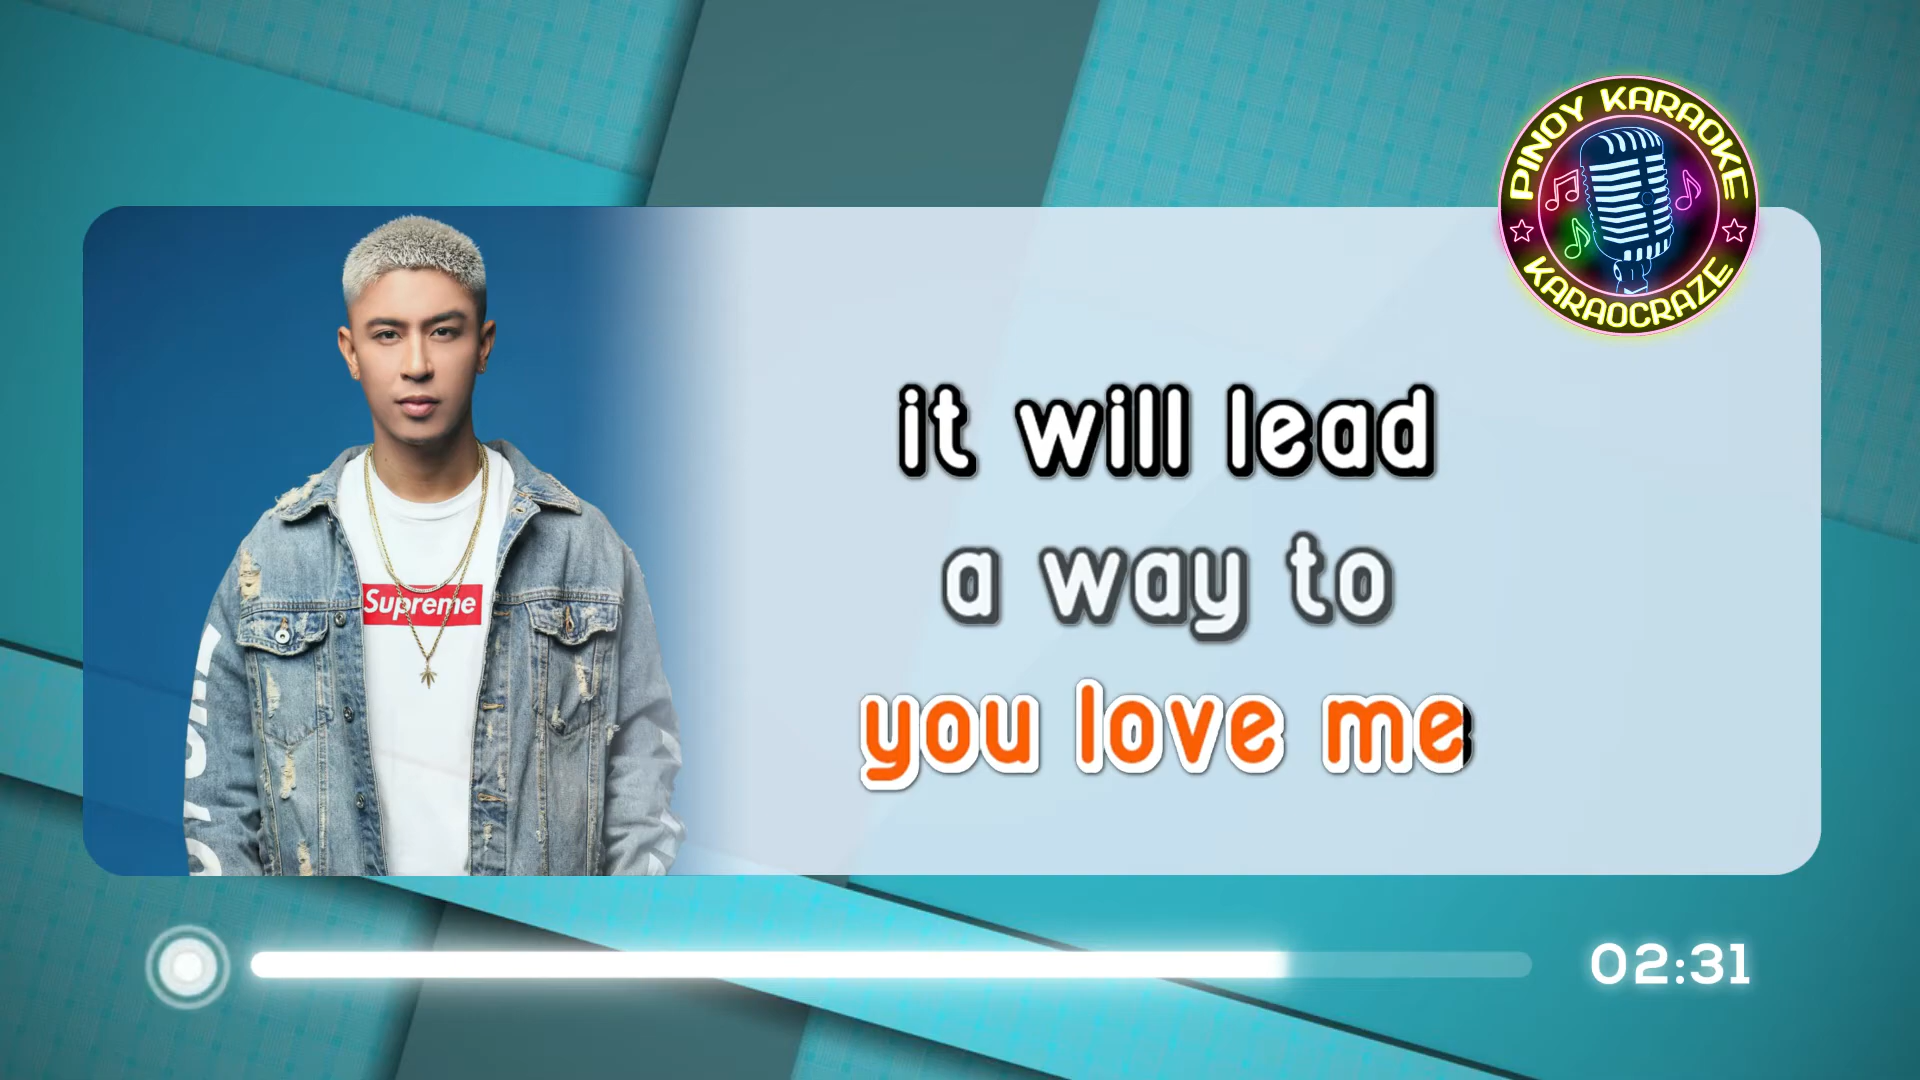 PINOY KARAOKE
KARAOCRAZE
it will lead
a way to
you love me
Supreme
02:31